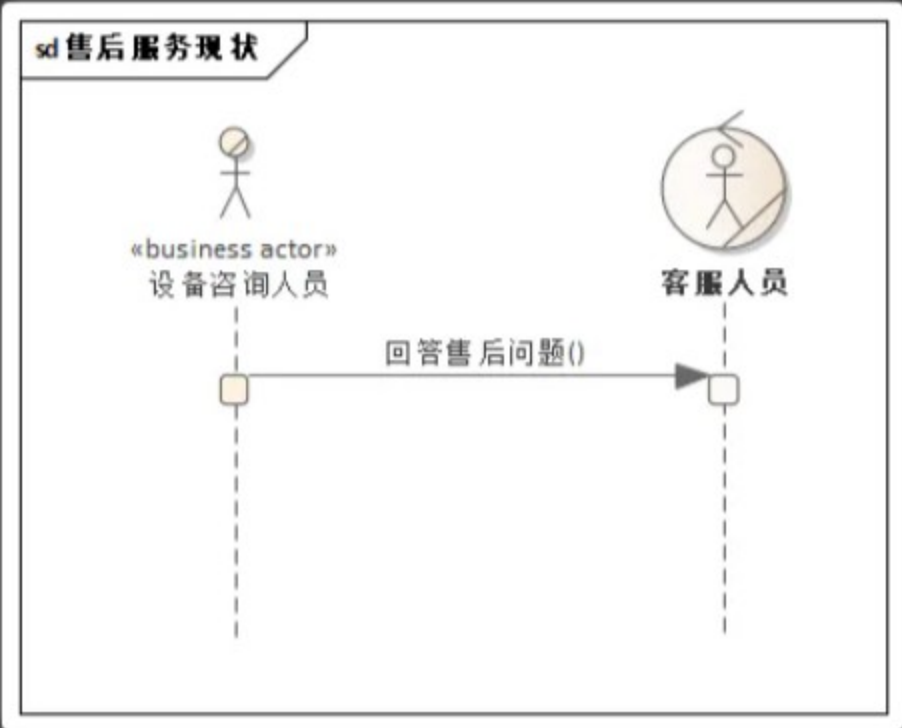 sd 售后服务现状
«business actor»
设备咨询人员
客服人员
回答售后问题()